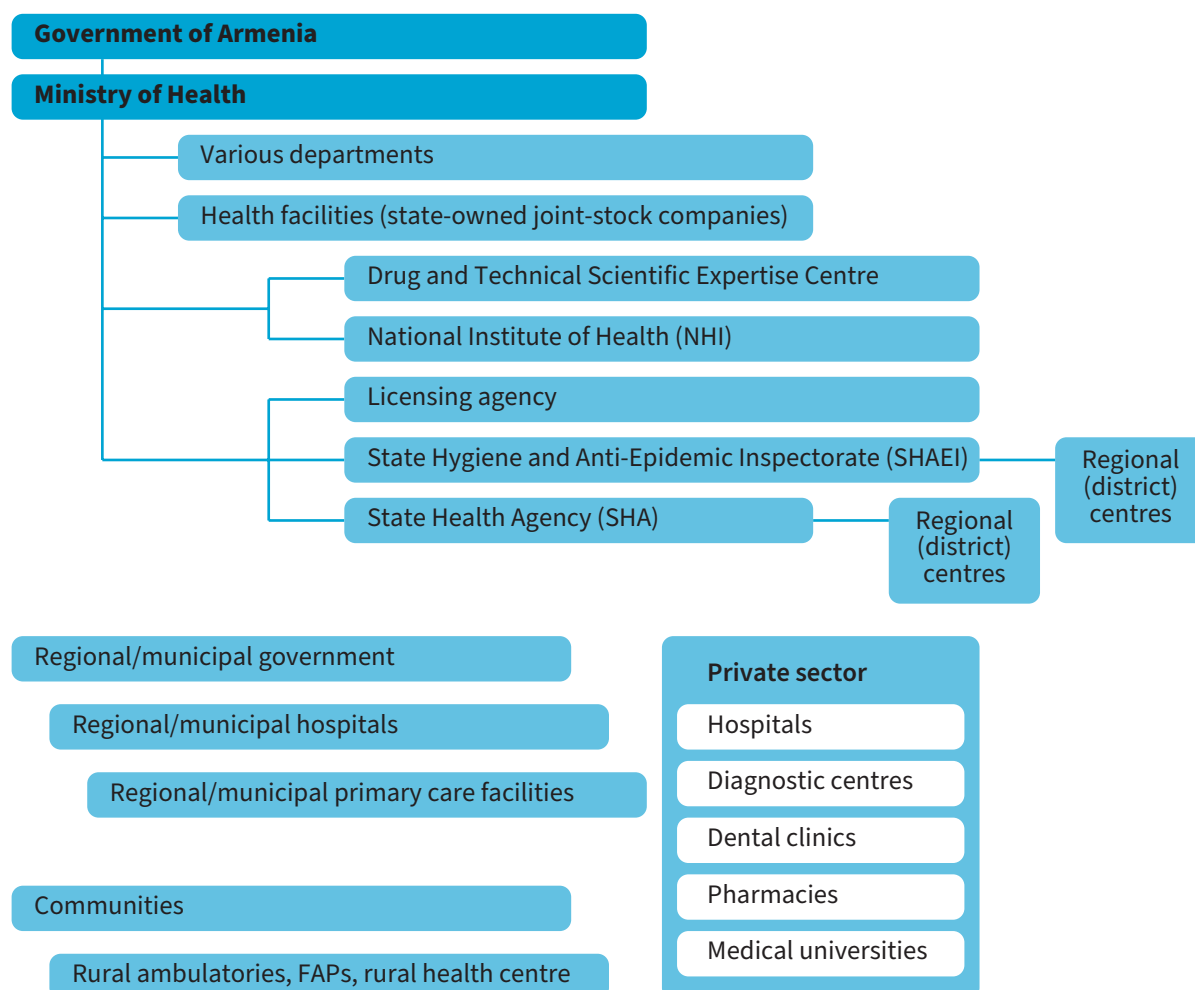 Government of Armenia
Ministry of Health
Various departments
Health facilities (state-owned joint-stock companies)
Drug and Technical Scientific Expertise Centre
National Institute of Health (NHI)
Licensing agency
State Hygiene and Anti-Epidemic Inspectorate (SHAEI)
Regional
(district)
centres
State Health Agency (SHA)
Regional
(district)
centres
Regional/municipal government
Regional/municipal hospitals
Regional/municipal primary care facilities
Communities
Rural ambulatories, FAPs, rural health centre
Private sector
Hospitals
Diagnostic centres
Dental clinics
Pharmacies
Medical universities